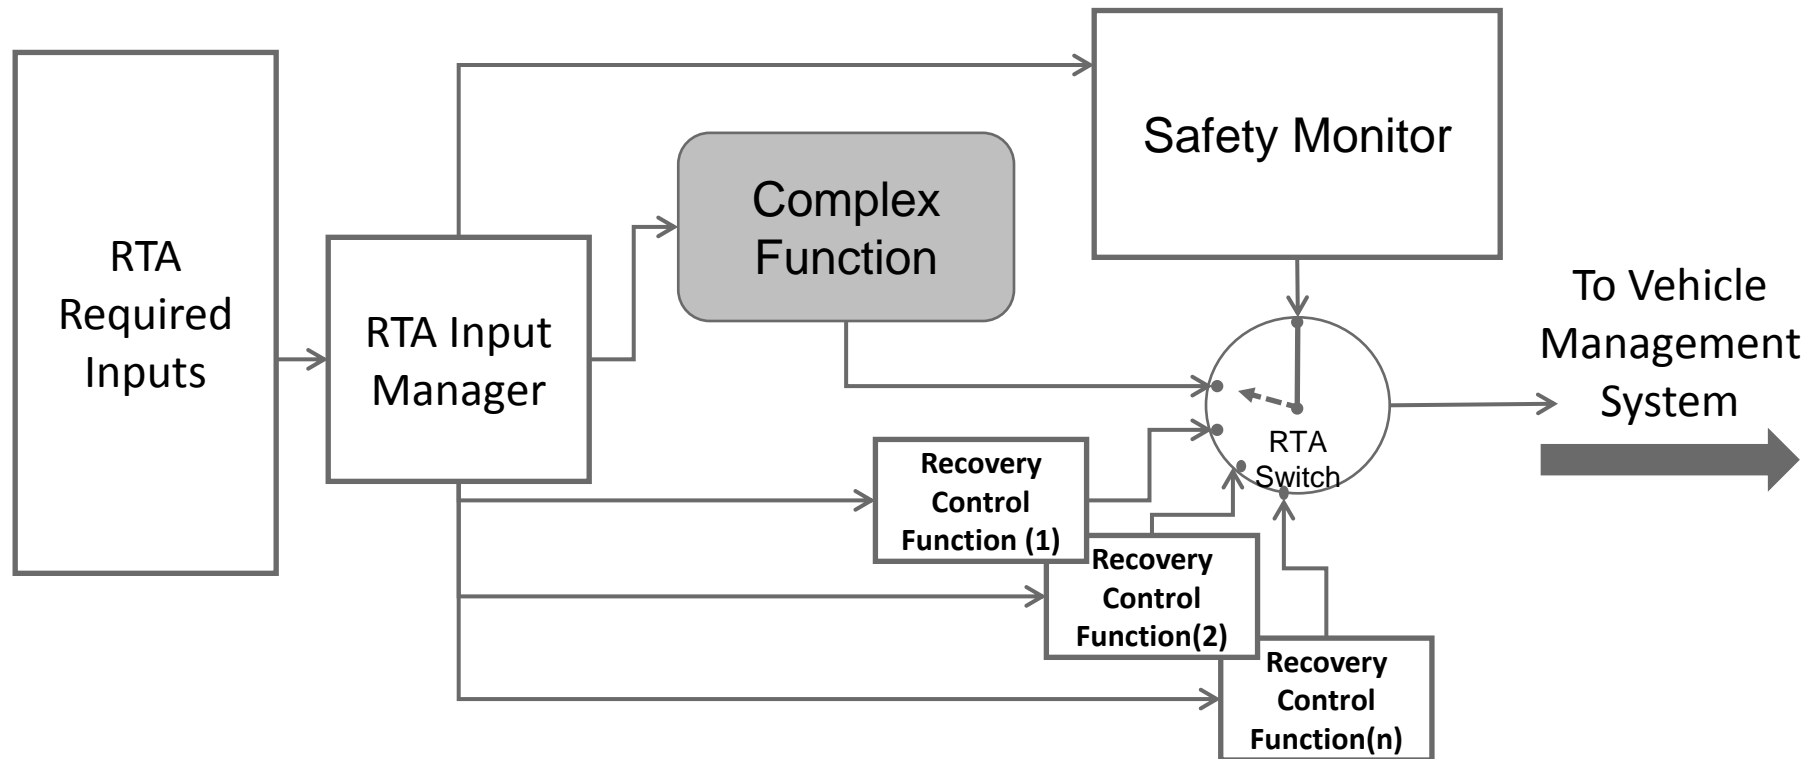 RTA
Required
Inputs
RTA Input
Manager
Complex
Function
Safety Monitor
To Vehicle
Management
System
RTA
Switch
Recovery
Control
Function (1)
Recovery
Control
Function(2)
Recovery
Control
Function(n)